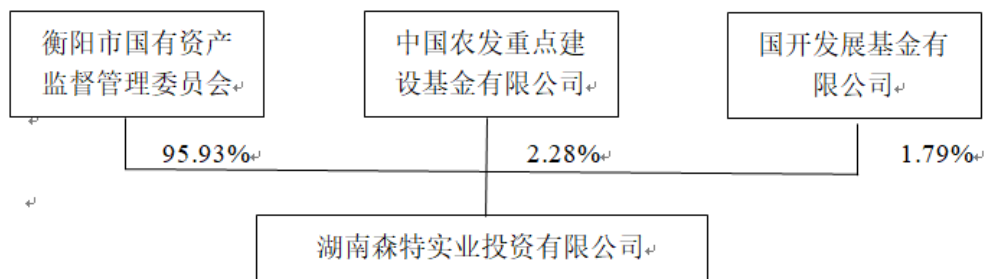 衡阳市国有资产
监督管理委员会
中国农发重点建
设基金有限公司
国开发展基金有
限公司
95.93%
2.28%
1.79%
湖南森特实业投资有限公司